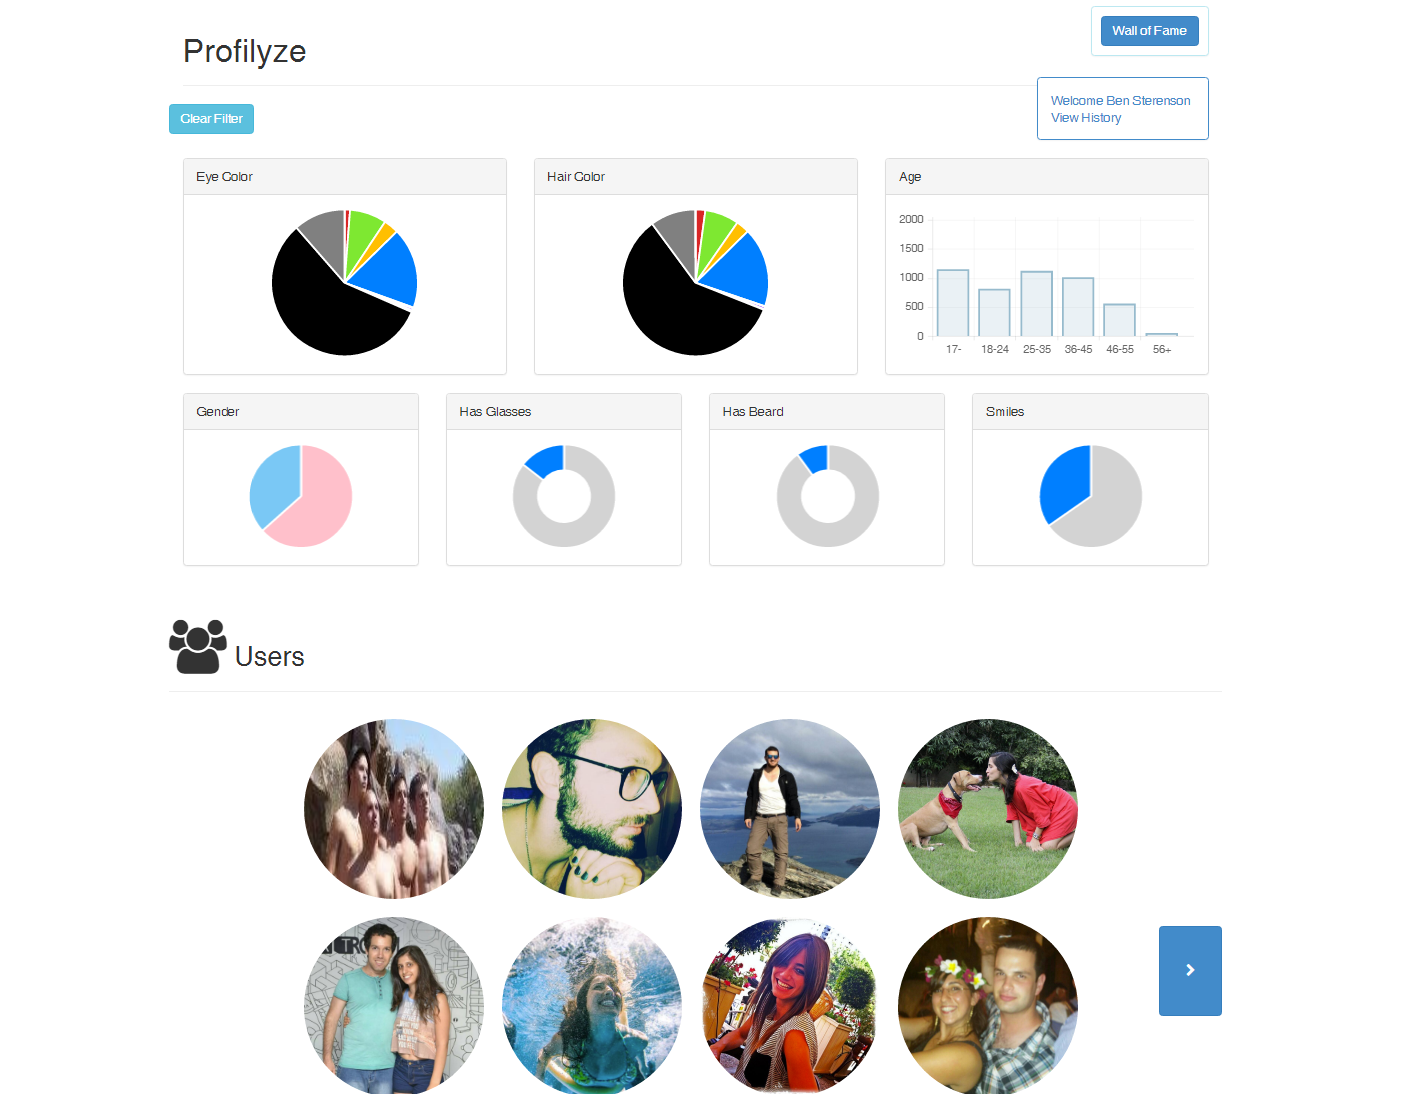 Wall of Fame
Profilyze
Welcome Ben Sterenson
View History
Clear Filter
Eye Color
Hair Color
Age
2000
1500
1000
500
0
17-
18-24
25-35
36-45
46-55
56+
Gender
Has Glasses
Has Beard
Smiles
Users